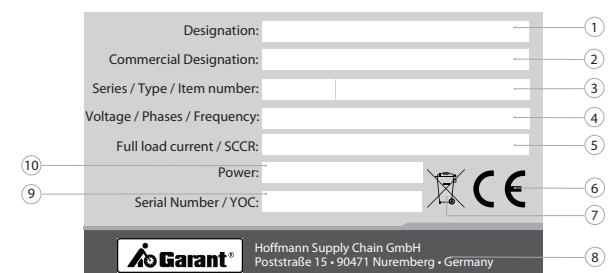 Designation: 1
Commercial Designation: 2
Series / Type / Item number: 3
Voltage / Phases / Frequency: 4
Full load current / SCCR: 5
10 Power:
9 Serial Number / YOC:
CE 6
7
Garant® Hoffmann Supply Chain GmbH
Poststraße 15 • 90471 Nuremberg • Germany 8